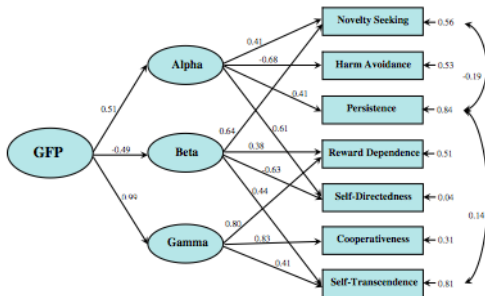 Novelty Seeking
0.56
0.41
Alpha
-0.68
Harm Avoidance
0.53
-0.19
0.41
Persistence
0.84
0.51
0.61
0.64
GFP
-0.49
Beta
0.38
Reward Dependence
0.51
-0.63
0.44
Self-Directedness
0.04
0.99
0.80
0.14
Gamma
0.83
Cooperativeness
0.31
0.41
Self-Transcendence
0.81